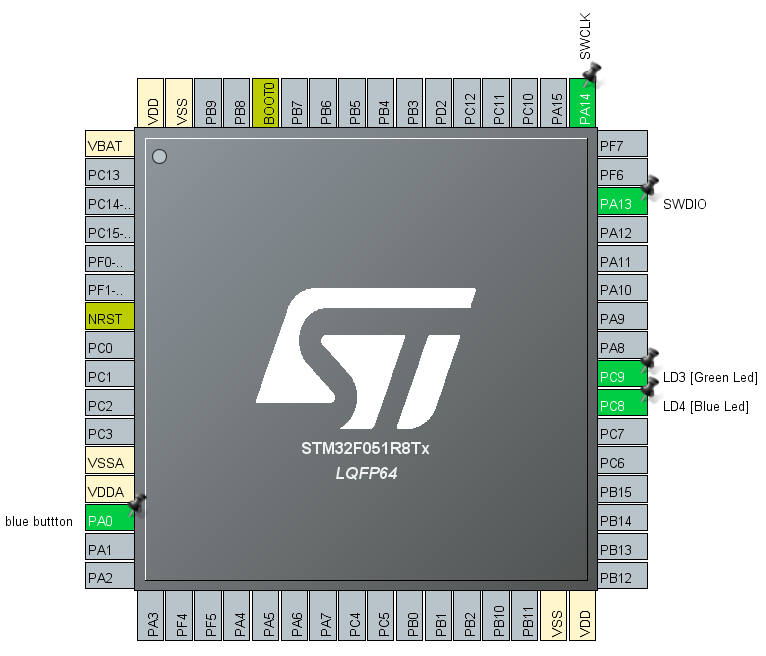 SWCLK
VDD
VSS
PB9
PB8
BOOT0
PB7
PB6
PB5
PB4
PB3
PD2
PC12
PC11
PC10
PA15
PA14
VBAT
PC13
PC14-..
PC15-..
PF0-..
PF1-..
NRST
PC0
PC1
PC2
PC3
VSSA
VDDA
blue buttton
PA0
PA1
PA2
ST
STM32F051R8Tx
LQFP64
PF7
PF6
PA13 SWDIO
PA12
PA11
PA10
PA9
PA8
PC9 LD3 [Green Led]
PC8 LD4 [Blue Led]
PC7
PC6
PB15
PB14
PB13
PB12
PA3
PF4
PF5
PA4
PA5
PA6
PA7
PC4
PC5
PB0
PB1
PB2
PB10
PB11
VSS
VDD